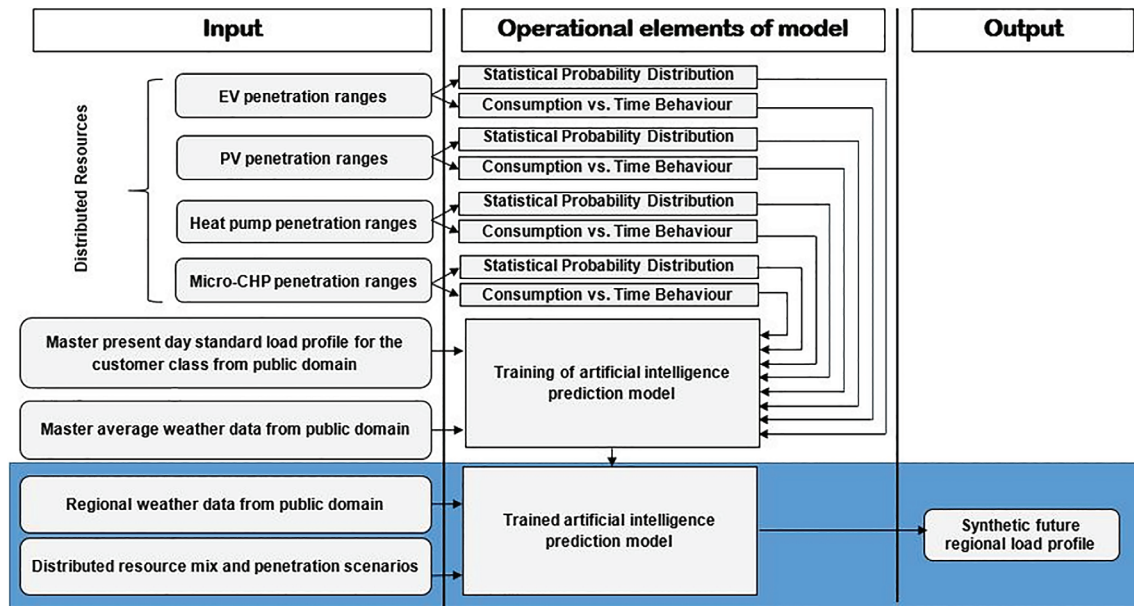 Input
Operational elements of model
Output
Distributed Resources
EV penetration ranges
Statistical Probability Distribution
Consumption vs. Time Behaviour
PV penetration ranges
Statistical Probability Distribution
Consumption vs. Time Behaviour
Heat pump penetration ranges
Statistical Probability Distribution
Consumption vs. Time Behaviour
Micro-CHP penetration ranges
Statistical Probability Distribution
Consumption vs. Time Behaviour
Master present day standard load profile for the
customer class from public domain
Training of artificial intelligence
prediction model
Master average weather data from public domain
Regional weather data from public domain
Trained artificial intelligence
prediction model
Distributed resource mix and penetration scenarios
Synthetic future
regional load profile